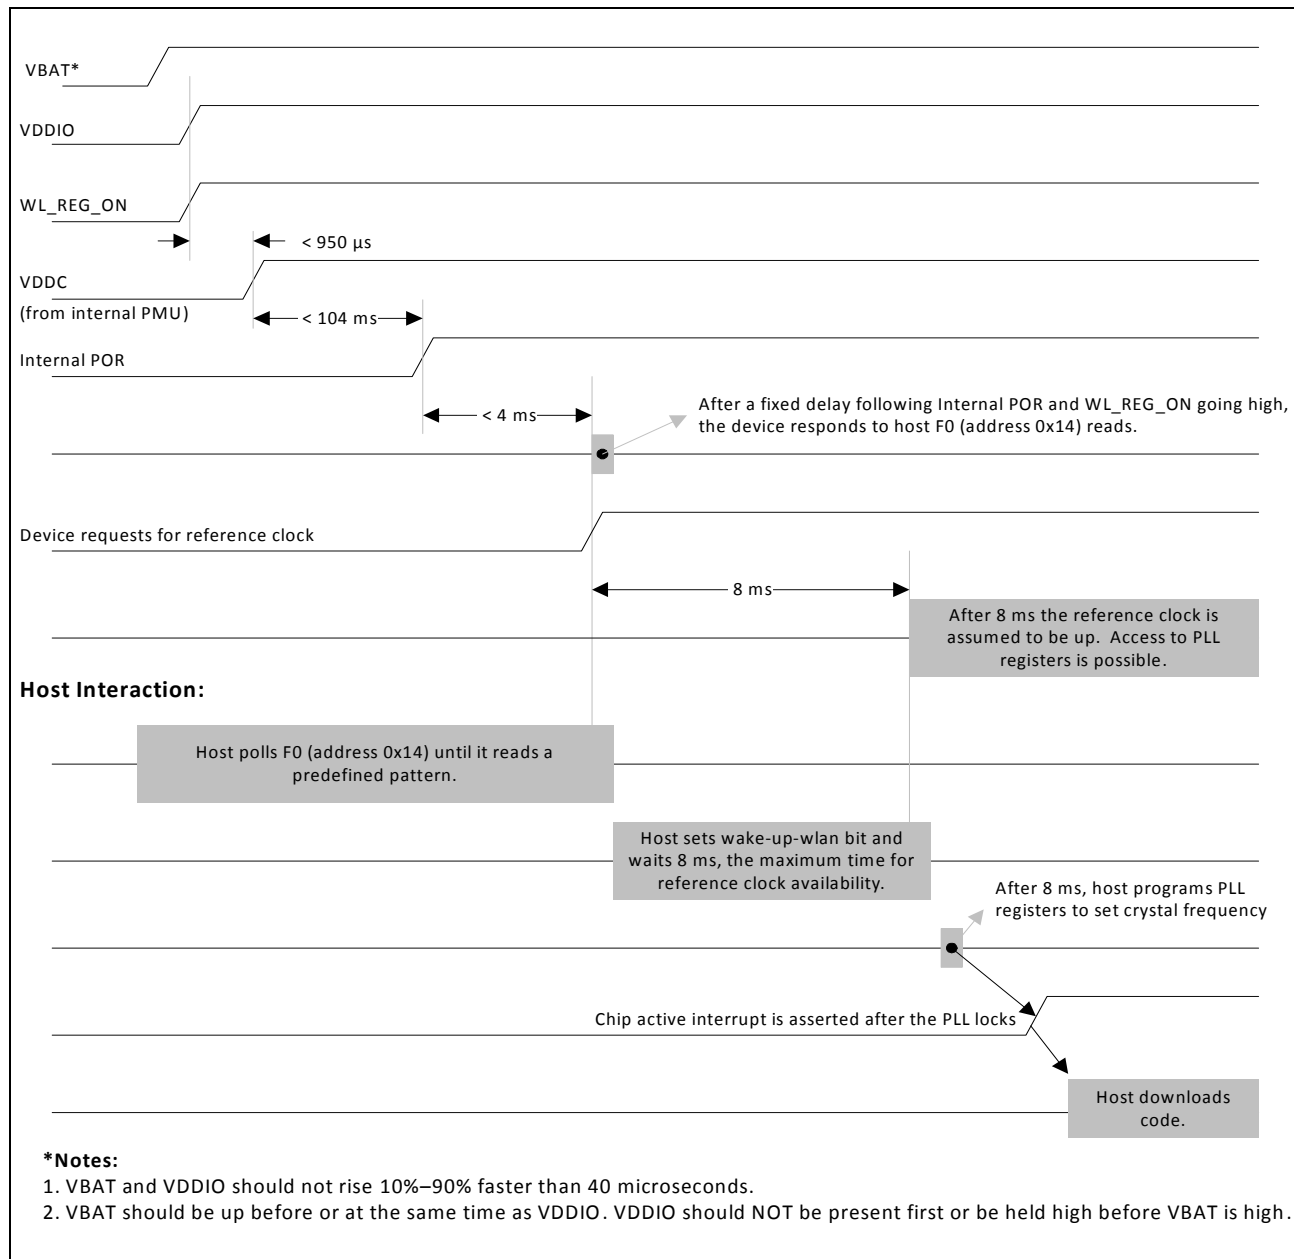 VBAT*
VDDIO
WL_REG_ON
< 950 µs
VDDC
(from internal PMU)
< 104 ms
Internal POR
< 4 ms
After a fixed delay following Internal POR and WL_REG_ON going high,
the device responds to host F0 (address 0x14) reads.
Device requests for reference clock
8 ms
After 8 ms the reference clock is
assumed to be up. Access to PLL
registers is possible.
Host Interaction:
Host polls F0 (address 0x14) until it reads a
predefined pattern.
Host sets wake-up-wlan bit and
waits 8 ms, the maximum time for
reference clock availability.
After 8 ms, host programs PLL
registers to set crystal frequency
Chip active interrupt is asserted after the PLL locks
Host downloads
code.
*Notes:
1. VBAT and VDDIO should not rise 10%–90% faster than 40 microseconds.
2. VBAT should be up before or at the same time as VDDIO. VDDIO should NOT be present first or be held high before VBAT is high.